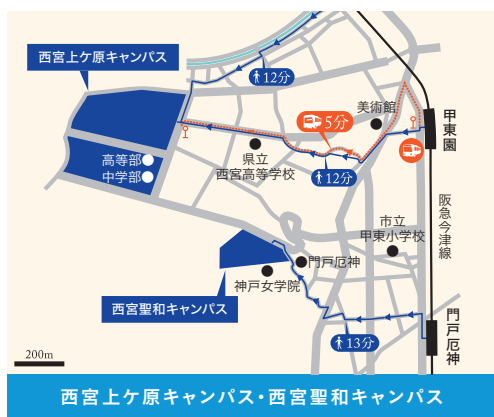 西宮上ケ原キャンパス
12分
美術館
5分
甲東園
高等部
中学部
県立
西宮高等学校
12分
阪急今津線
市立
甲東小学校
門戸厄神
神戸女学院
西宮聖和キャンパス
門戸厄神
13分
200m
西宮上ケ原キャンパス・西宮聖和キャンパス